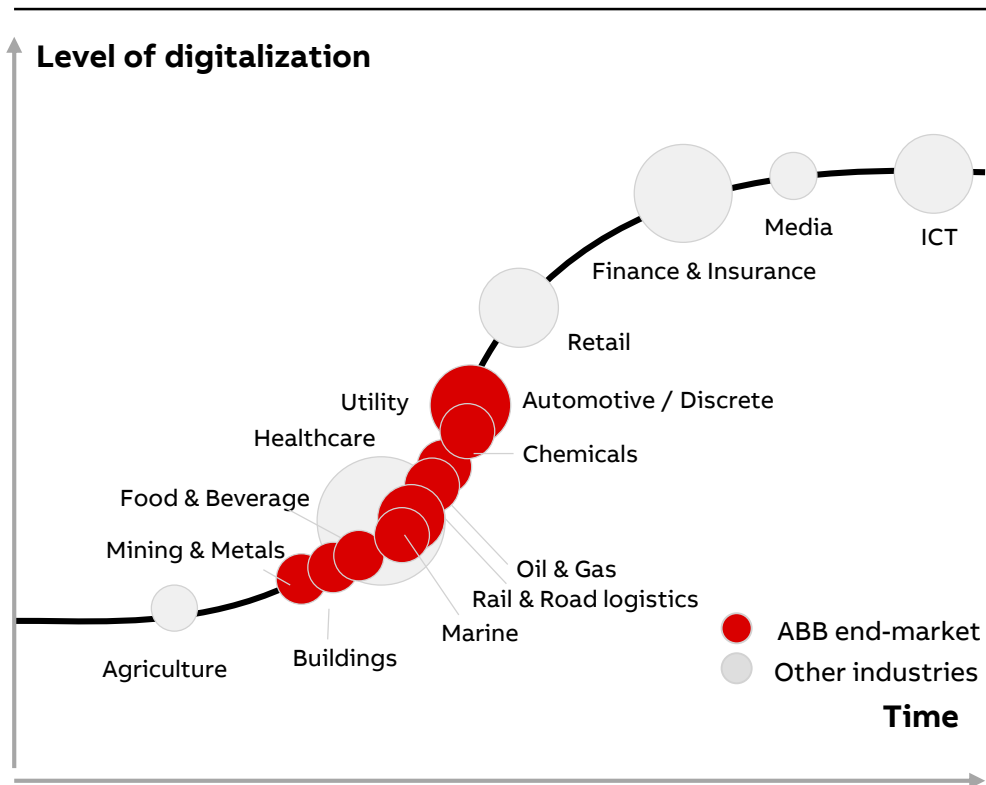 Level of digitalization
Media
ICT
Finance & Insurance
Retail
Utility
Automotive / Discrete
Healthcare
Chemicals
Food & Beverage
Mining & Metals
Oil & Gas
Rail & Road logistics
Marine
Buildings
Agriculture
ABB end-market
Other industries
Time